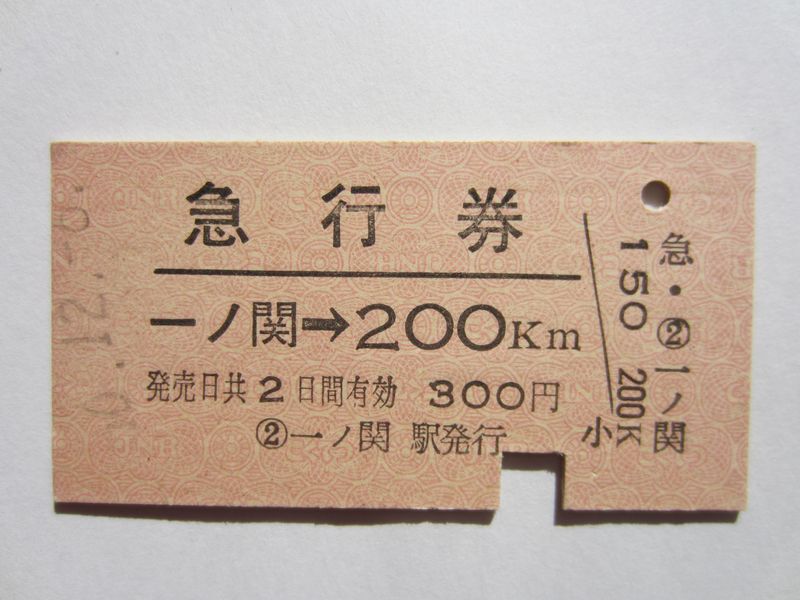 急行券
一ノ関→200Km
発売日共2日間有効 300円
②一ノ関 駅発行
急・②一ノ関
小 150
200K